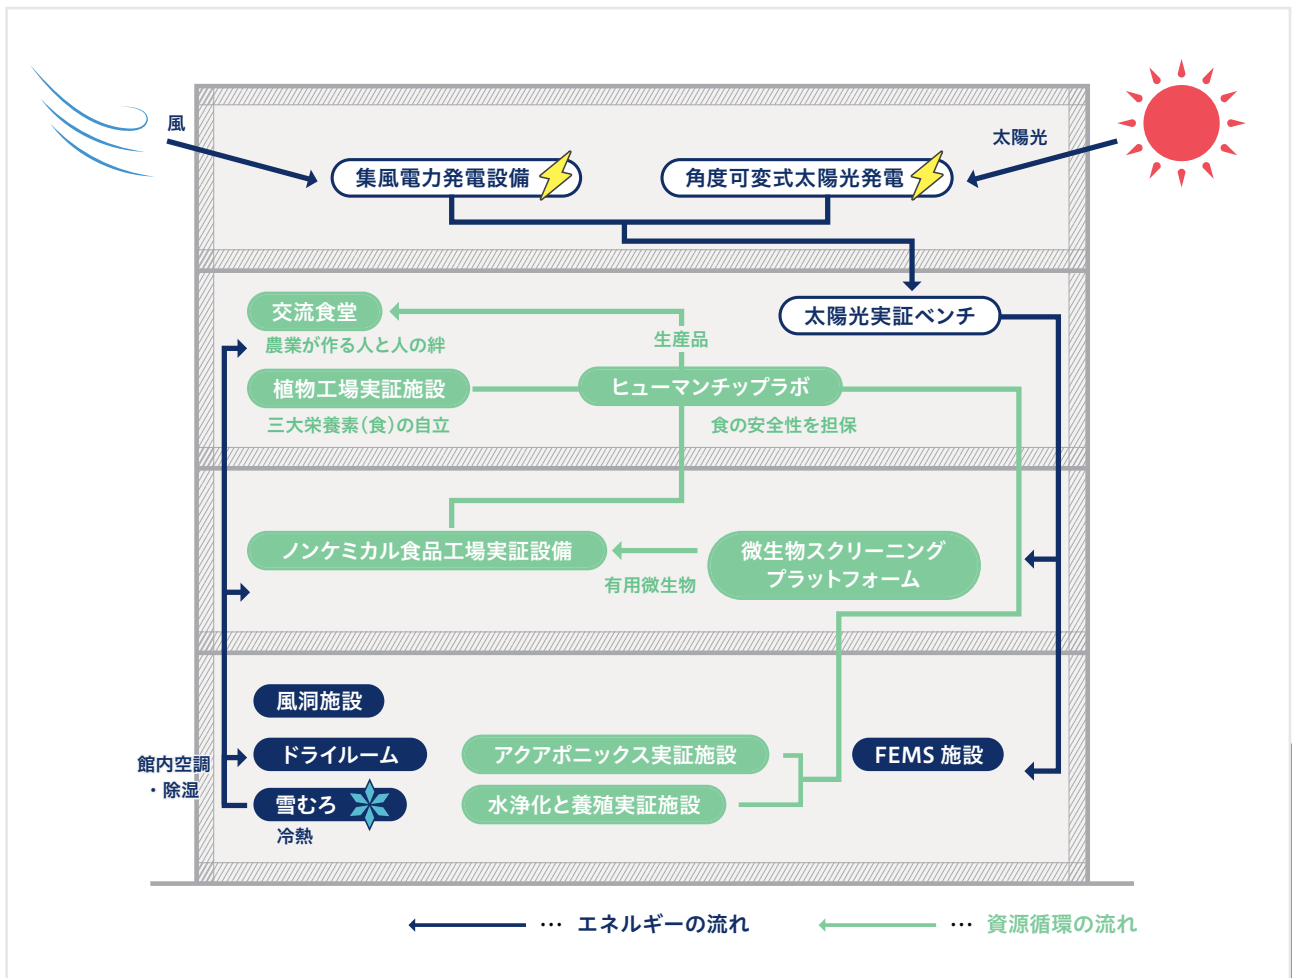 風
太陽光
集風電力発電設備
角度可変式太陽光発電
交流食堂
農業が作る人と人の絆
生産品
太陽光実証ベンチ
植物工場実証施設
三大栄養素（食）の自立
ヒューマンチップラボ
食の安全性を担保
ノンケミカル食品工場実証設備
有用微生物
微生物スクリーニング
プラットフォーム
風洞施設
ドライルーム
館内空調
・除湿
雪むろ
冷熱
アクアポニックス実証施設
水浄化と養殖実証施設
FEMS 施設
… エネルギーの流れ
… 資源循環の流れ